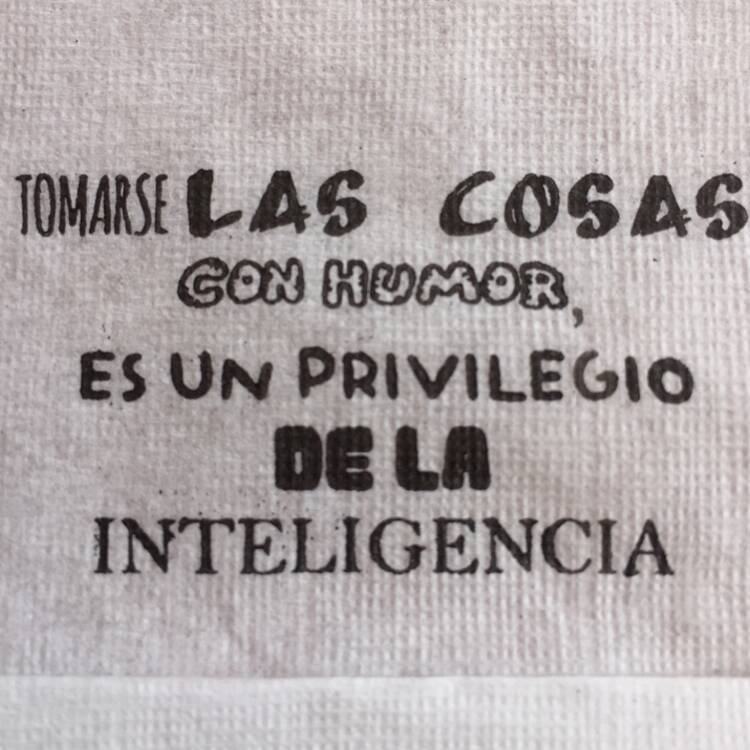 TOMARSE LAS COSAS
CON HUMOR,
ES UN PRIVILEGIO
DE LA
INTELIGENCIA